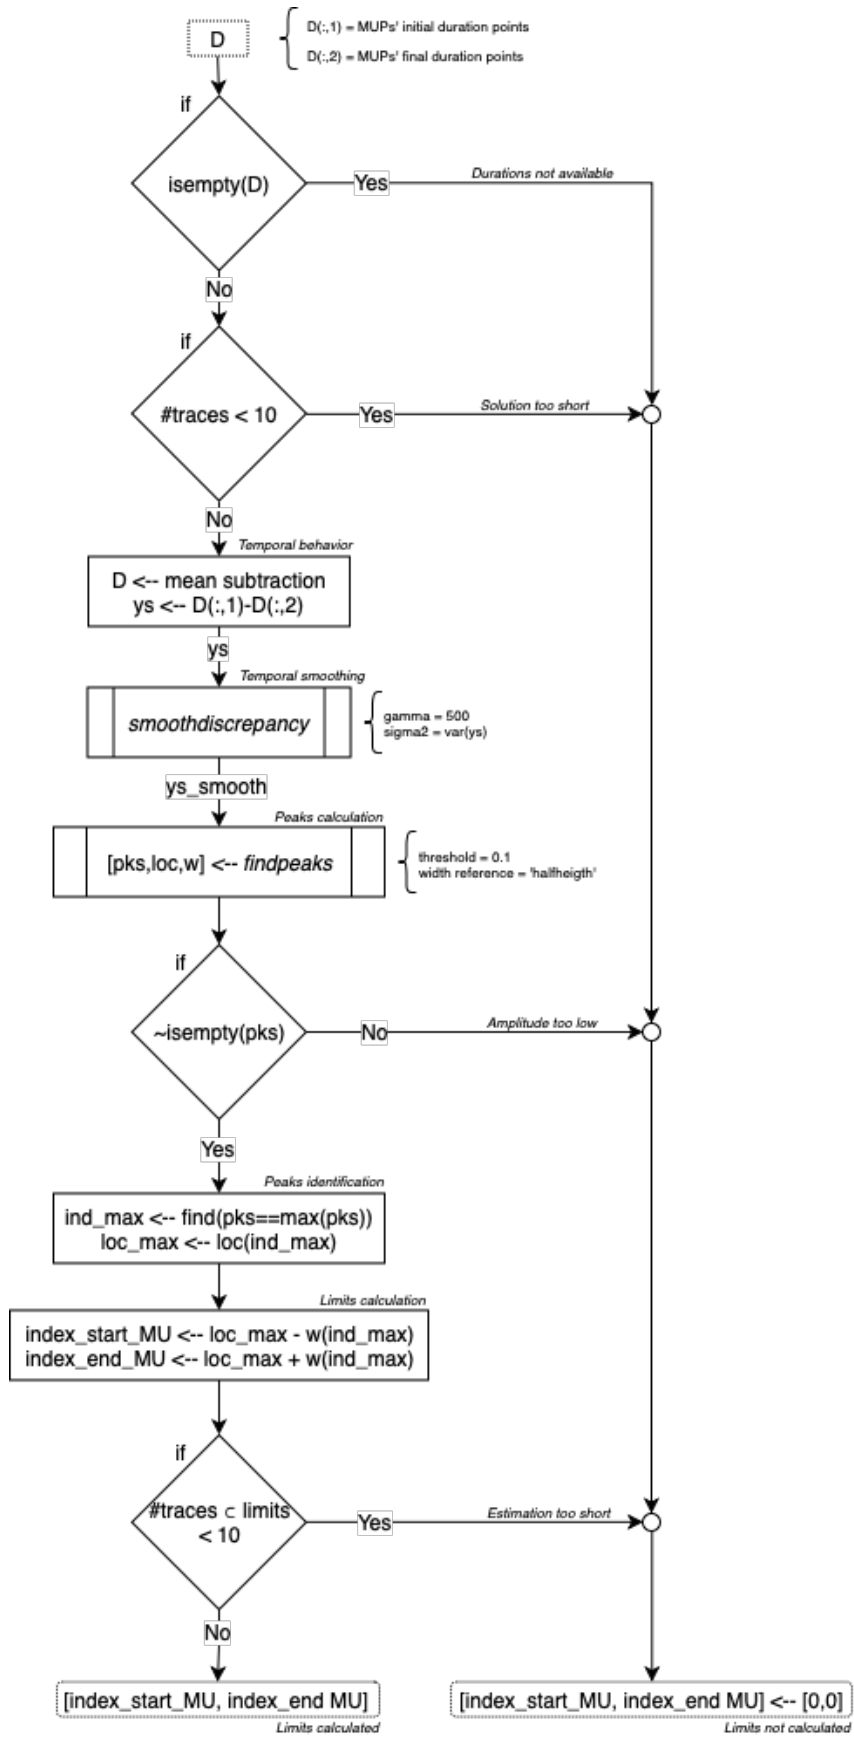 D
D(:,1) = MUPs' initial duration points
D(:,2) = MUPs' final duration points
if
isempty(D)
Yes
Durations not available
No
if
#traces < 10
Yes
Solution too short
No
Temporal behavior
D <-- mean subtraction
ys <-- D(:,1)-D(:,2)
ys
Temporal smoothing
smoothdiscrepancy
gamma = 500
sigma2 = var(ys)
ys_smooth
Peaks calculation
[pks,loc,w] <-- findpeaks
threshold = 0.1
width reference = 'halfheigth'
if
~isempty(pks)
No
Amplitude too low
Yes
Peaks identification
ind_max <-- find(pks==max(pks))
loc_max <-- loc(ind_max)
Limits calculation
index_start_MU <-- loc_max - w(ind_max)
index_end_MU <-- loc_max + w(ind_max)
if
#traces ⊂ limits
< 10
Yes
Estimation too short
No
[index_start_MU, index_end MU]
Limits calculated
[index_start_MU, index_end MU] <-- [0,0]
Limits not calculated